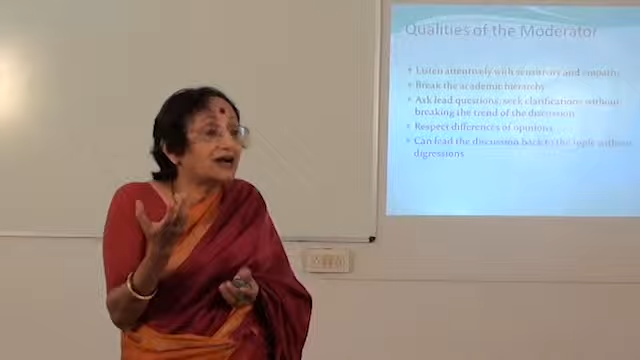 Qualities of the Moderator
Listen attentively with sensitivity and empathy
Break the academic hierarchy
Ask lead questions, seek clarifications without
breaking the trend of the discussion
Respect differences of opinions
Can lead the discussion back to the topic without
digressions